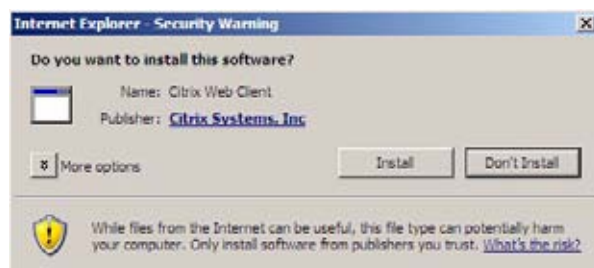 Internet Explorer - Security Warning
Do you want to install this software?
Name: Citrix Web Client
Publisher: Citrix Systems, Inc
More options
Install
Don't Install
While files from the Internet can be useful, this file type can potentially harm
your computer. Only install software from publishers you trust. What's the risk?